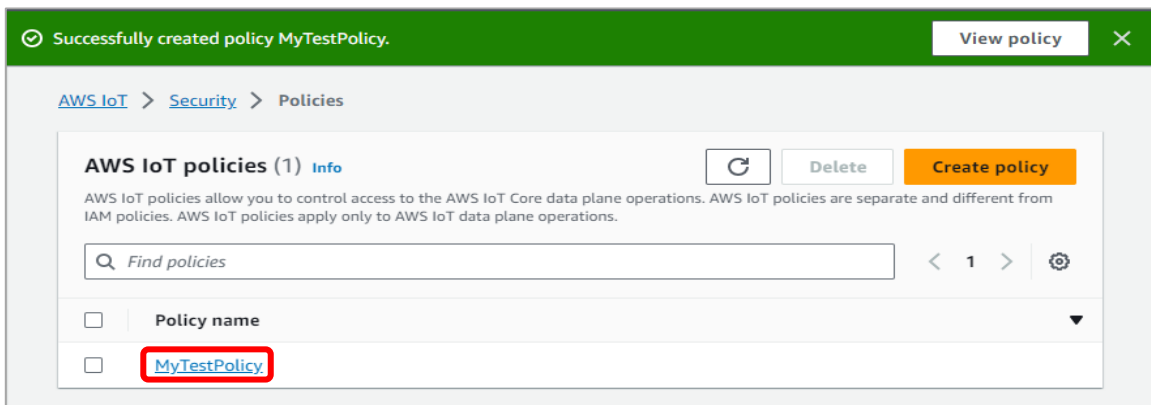 Successfully created policy MyTestPolicy.
View policy
AWS IoT > Security > Policies
AWS IoT policies (1) Info
Delete
Create policy
AWS IoT policies allow you to control access to the AWS IoT Core data plane operations. AWS IoT policies are separate and different from
IAM policies. AWS IoT policies apply only to AWS IoT data plane operations.
Find policies
< 1 >
Policy name
MyTestPolicy